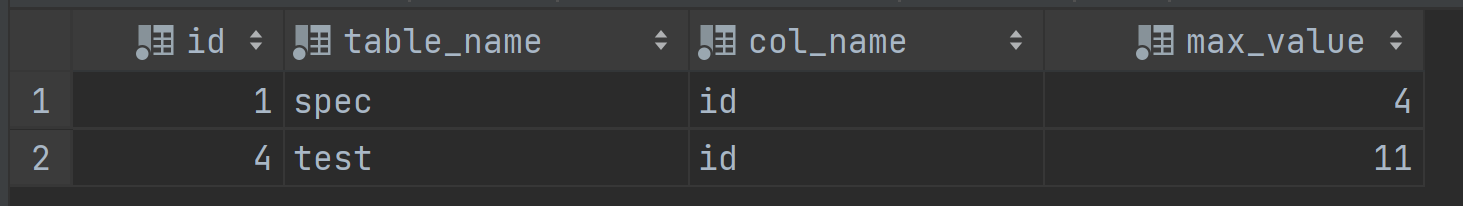 id table_name col_name max_value
1 1 spec id 4
2 4 test id 11